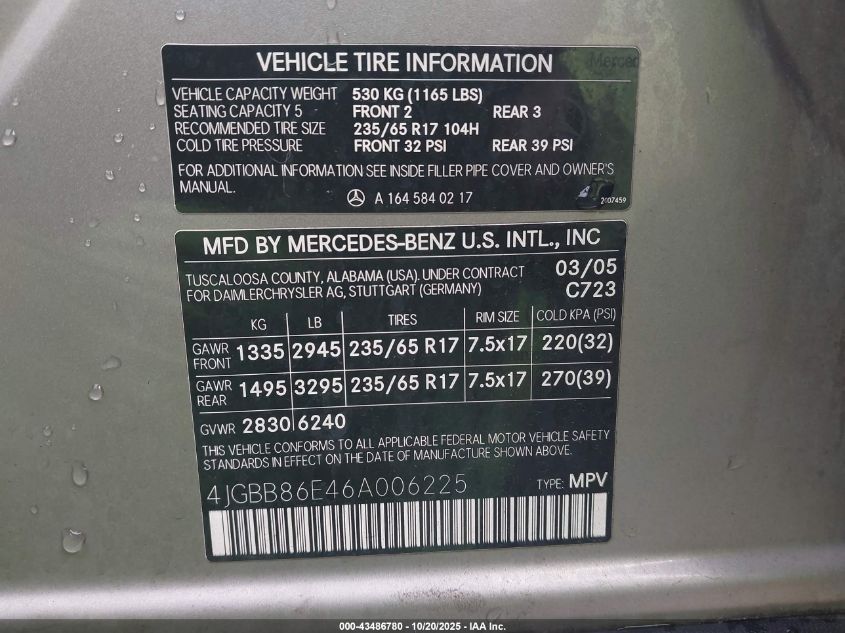 VEHICLE TIRE INFORMATION
VEHICLE CAPACITY WEIGHT 530 KG (1165 LBS)
SEATING CAPACITY 5 FRONT 2 REAR 3
RECOMMENDED TIRE SIZE 235/65 R17 104H
COLD TIRE PRESSURE FRONT 32 PSI REAR 39 PSI
FOR ADDITIONAL INFORMATION SEE INSIDE FILLER PIPE COVER AND OWNER'S
MANUAL.
A 164 584 02 17
2007459
MFD BY MERCEDES-BENZ U.S. INTL., INC
TUSCALOOSA COUNTY, ALABAMA (USA). UNDER CONTRACT 03/05
FOR DAIMLERCHRYSLER AG, STUTTGART (GERMANY) C723
KG LB TIRES RIM SIZE COLD KPA (PSI)
GAWR FRONT 1335 2945 235/65 R17 7.5x17 220(32)
GAWR REAR 1495 3295 235/65 R17 7.5x17 270(39)
GVWR 2830 6240
THIS VEHICLE CONFORMS TO ALL APPLICABLE FEDERAL MOTOR VEHICLE SAFETY
STANDARDS IN EFFECT ON THE DATE OF MANUFACTURE SHOWN ABOVE.
4JGBB86E46A006225 TYPE: MPV
000-43486780 - 10/20/2025 - IAA Inc.